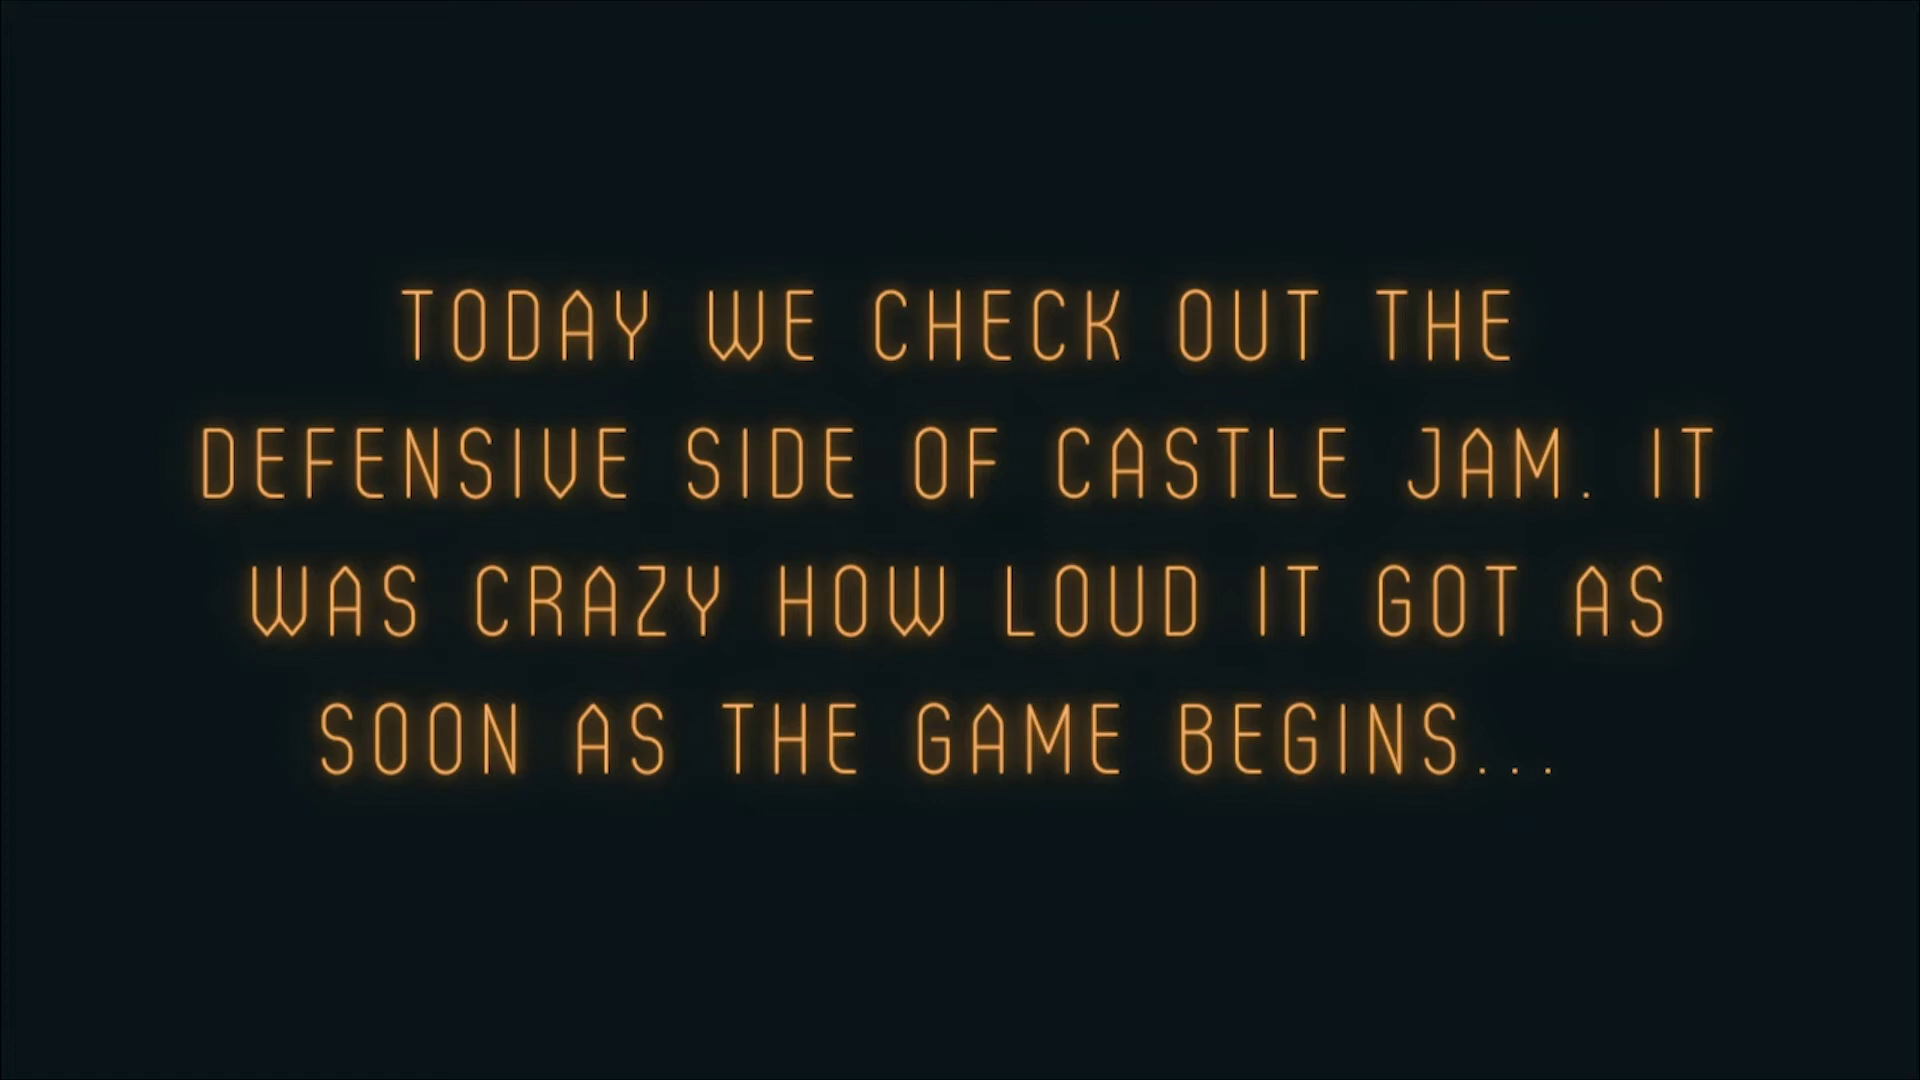 TODAY WE CHECK OUT THE
DEFENSIVE SIDE OF CASTLE JAM. IT
WAS CRAZY HOW LOUD IT GOT AS
SOON AS THE GAME BEGINS...